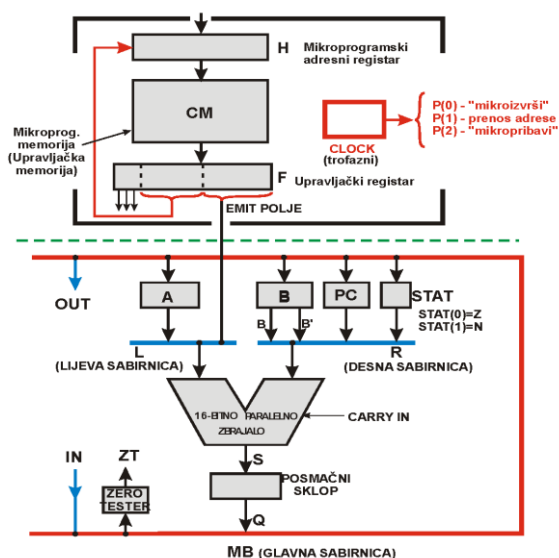 H
Mikroprogramski
adresni registar
CM
Mikroprog.
memorija
(Upravljačka
memorija)
CLOCK
(trofazni)
P(0) - "mikroizvrši"
P(1) - prenos adrese
P(2) - "mikropribavi"
F
Upravljački registar
EMIT POLJE
OUT
A
B
PC
STAT
STAT(0)=Z
STAT(1)=N
B
B'
L
(LIJEVA SABIRNICA)
R
(DESNA SABIRNICA)
16-BITNO PARALELNO
ZBRAJALO
CARRY IN
IN
ZT
ZERO
TESTER
S
POSMAČNI
SKLOP
Q
MB (GLAVNA SABIRNICA)